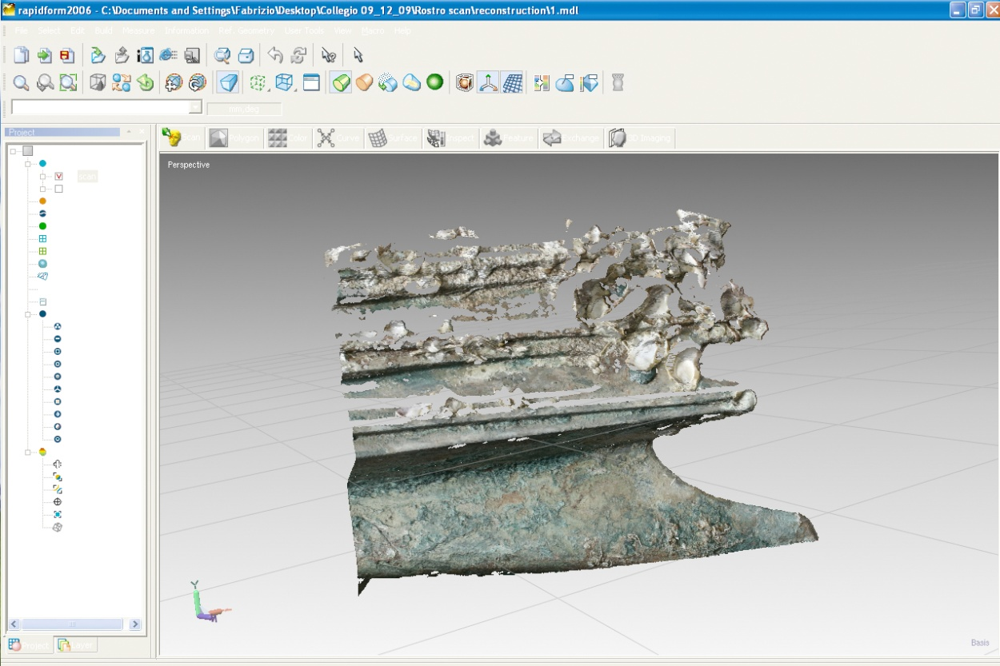 rapidform2006 - C:\Documents and Settings\Fabrizio\Desktop\Collegio 09_12_09\Rostro scan\reconstruction\1.mdl
File Select Edit Build Measure Information Ref. Geometry User Tools View Macro Help
mm.deg
Project
Scan Polygon Color Curve Surface Inspect Feature Exchange 3D Imaging
Perspective
scan
Y
Project Layer
Basis